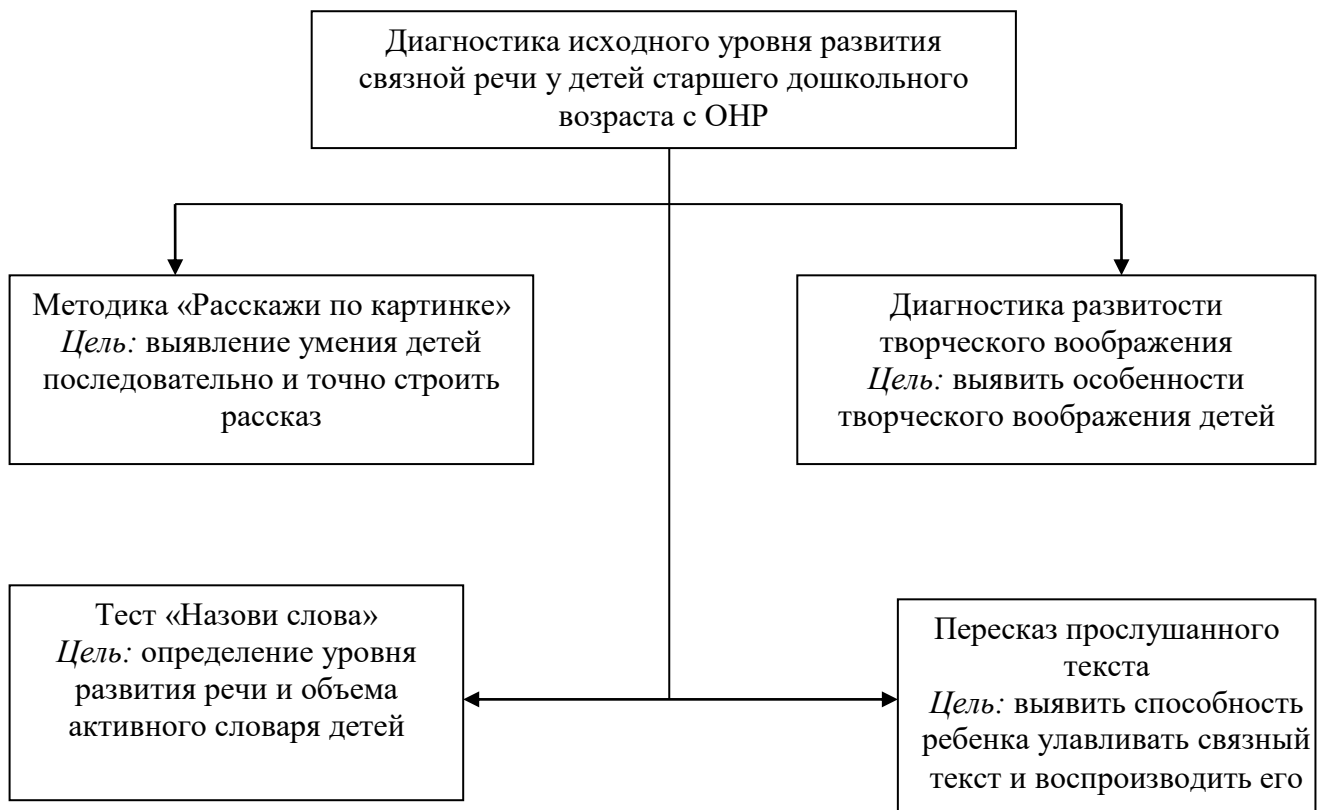 Диагностика исходного уровня развития
связной речи у детей старшего дошкольного
возраста с ОНР
Методика «Расскажи по картинке»
Цель: выявление умения детей
последовательно и точно строить
рассказ
Диагностика развитости
творческого воображения
Цель: выявить особенности
творческого воображения детей
Тест «Назови слова»
Цель: определение уровня
развития речи и объема
активного словаря детей
Пересказ прослушанного
текста
Цель: выявить способность
ребенка улавливать связный
текст и воспроизводить его